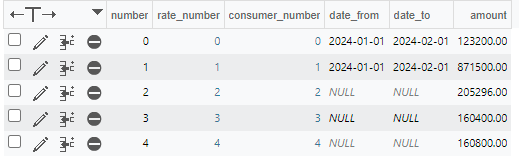 number rate_number consumer_number date_from date_to amount
0 0 0 2024-01-01 2024-02-01 123200.00
1 1 1 2024-01-01 2024-02-01 871500.00
2 2 2 NULL NULL 205296.00
3 3 3 NULL NULL 160400.00
4 4 4 NULL NULL 160800.00